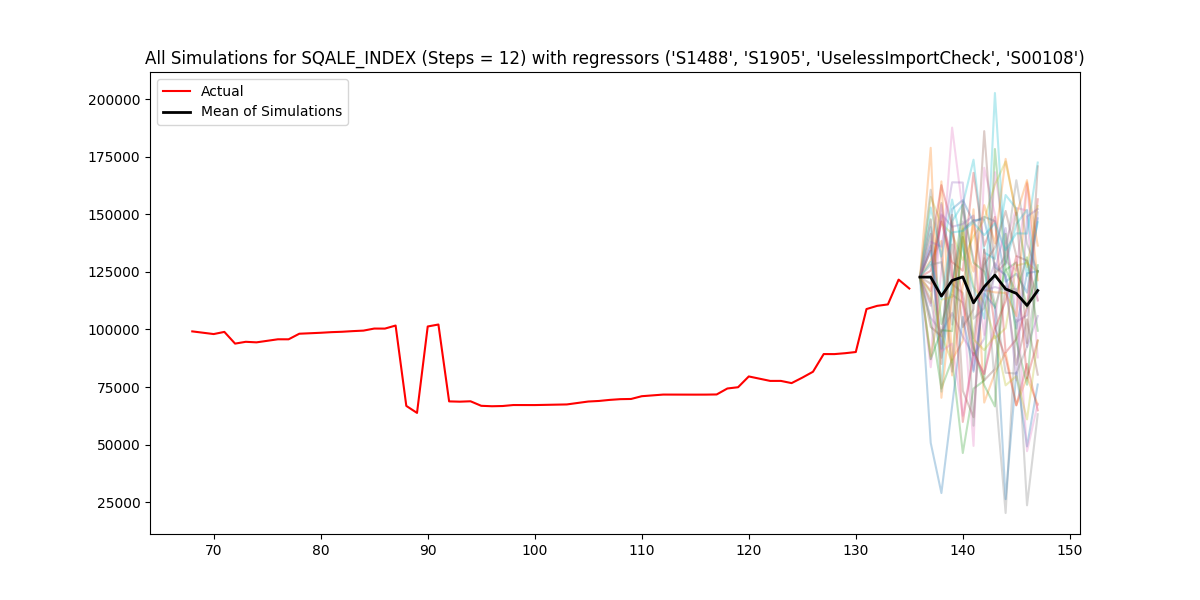 All Simulations for SQALE_INDEX (Steps = 12) with regressors ('S1488', 'S1905', 'UselessImportCheck', 'S00108')
Actual
Mean of Simulations
200000
175000
150000
125000
100000
75000
50000
25000
70 80 90 100 110 120 130 140 150